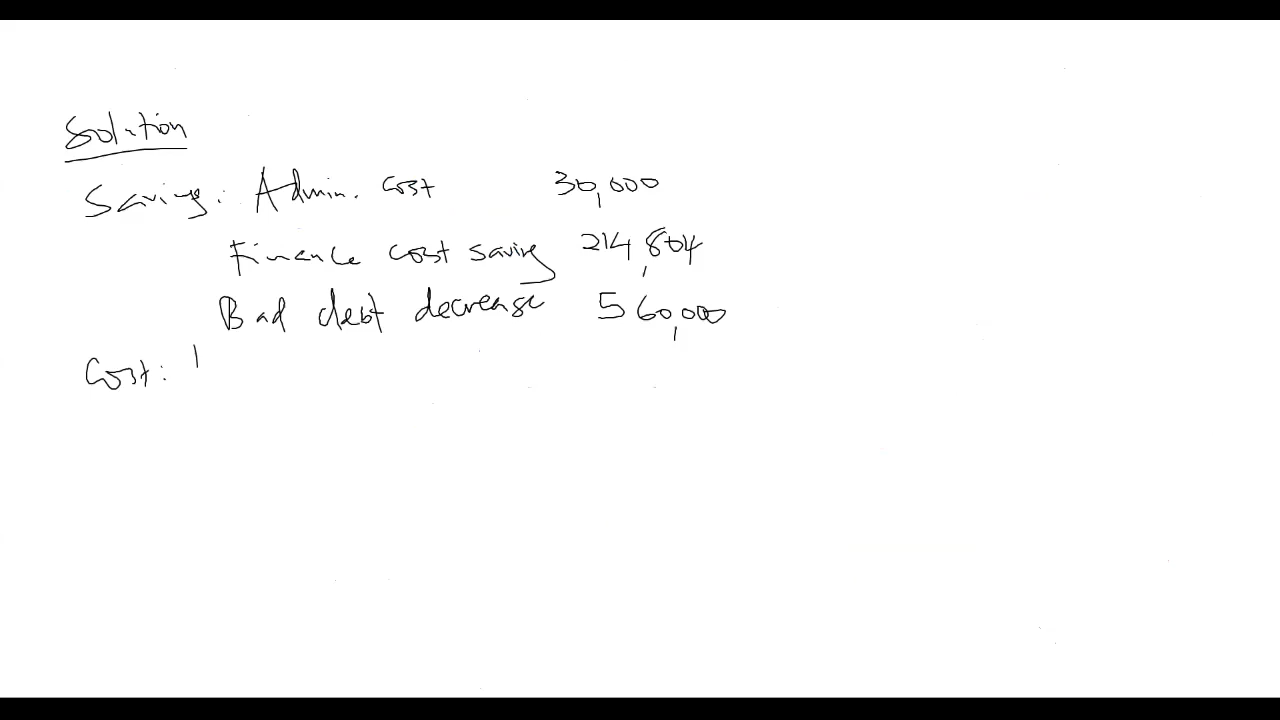 Solution
Saving: Admin. cost 30,000
Finance cost saving 214,804
Bad debt decrease 560,000
Cost: